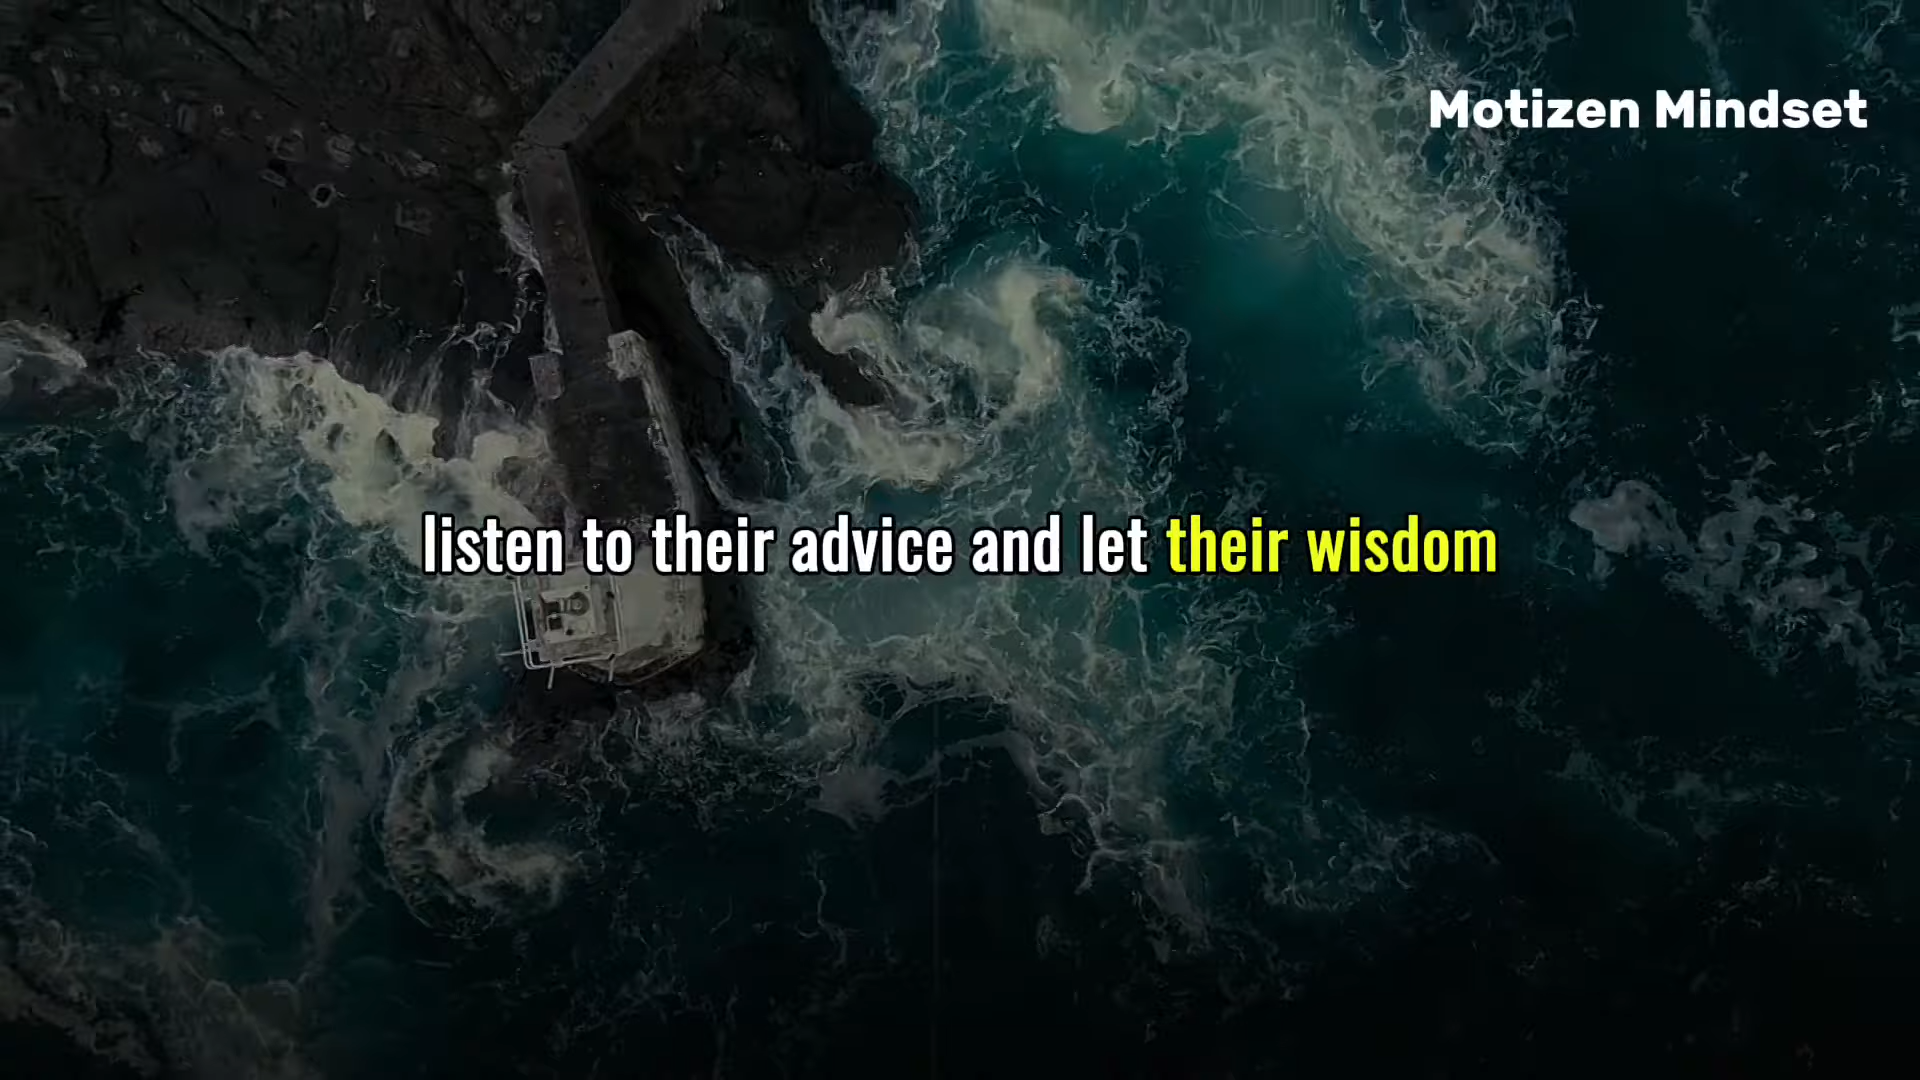 Motizen Mindset
listen to their advice and let their wisdom